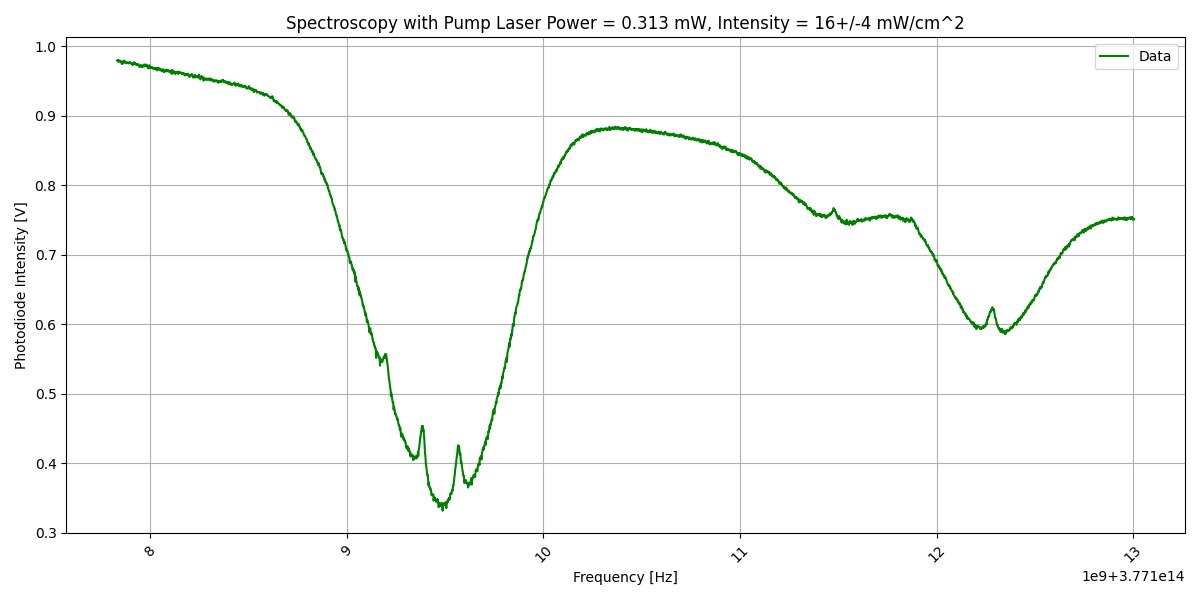 Spectroscopy with Pump Laser Power = 0.313 mW, Intensity = 16+/-4 mW/cm^2
Data
Photodiode Intensity [V]
1.0
0.9
0.8
0.7
0.6
0.5
0.4
0.3
8
9
10
11
12
13
Frequency [Hz]
1e9+3.771e14